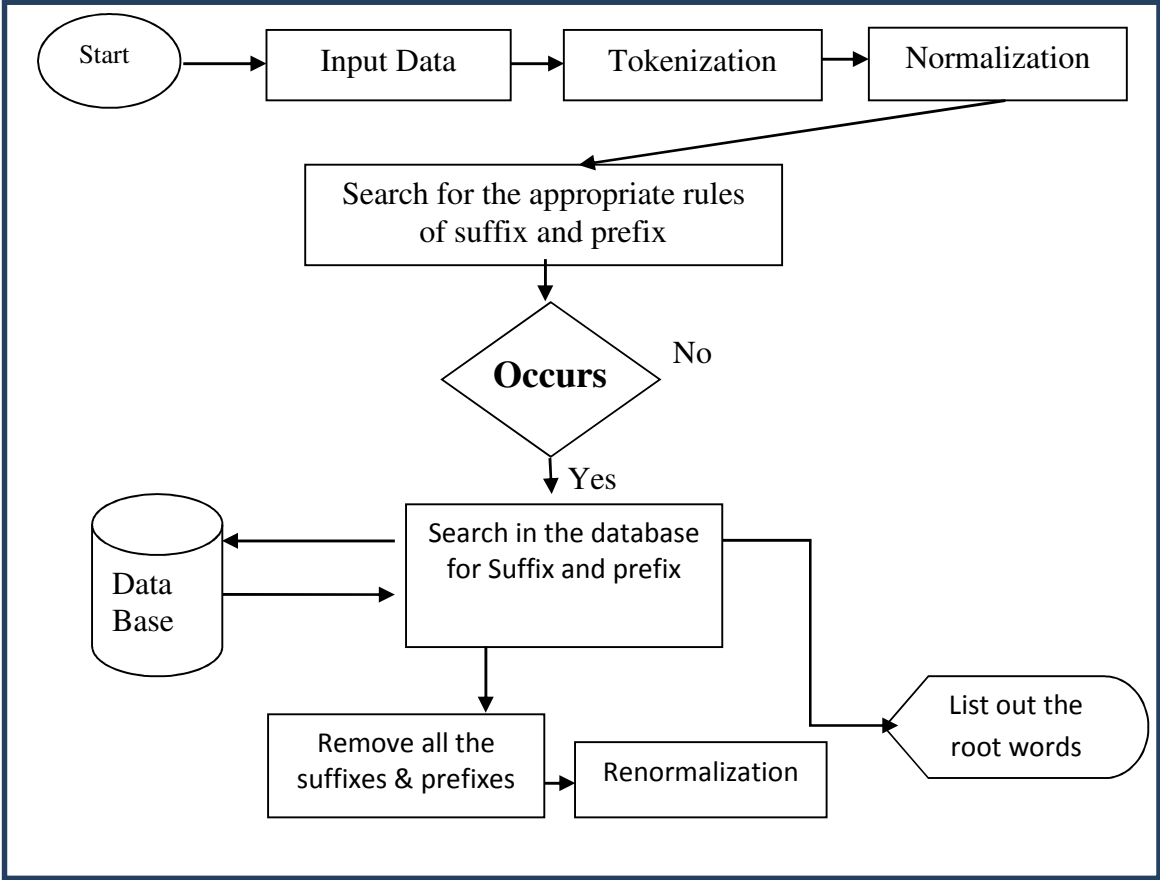 Start
Input Data
Tokenization
Normalization
Search for the appropriate rules
of suffix and prefix
Occurs
No
Yes
Search in the database
for Suffix and prefix
Data
Base
Remove all the
suffixes & prefixes
Renormalization
List out the
root words